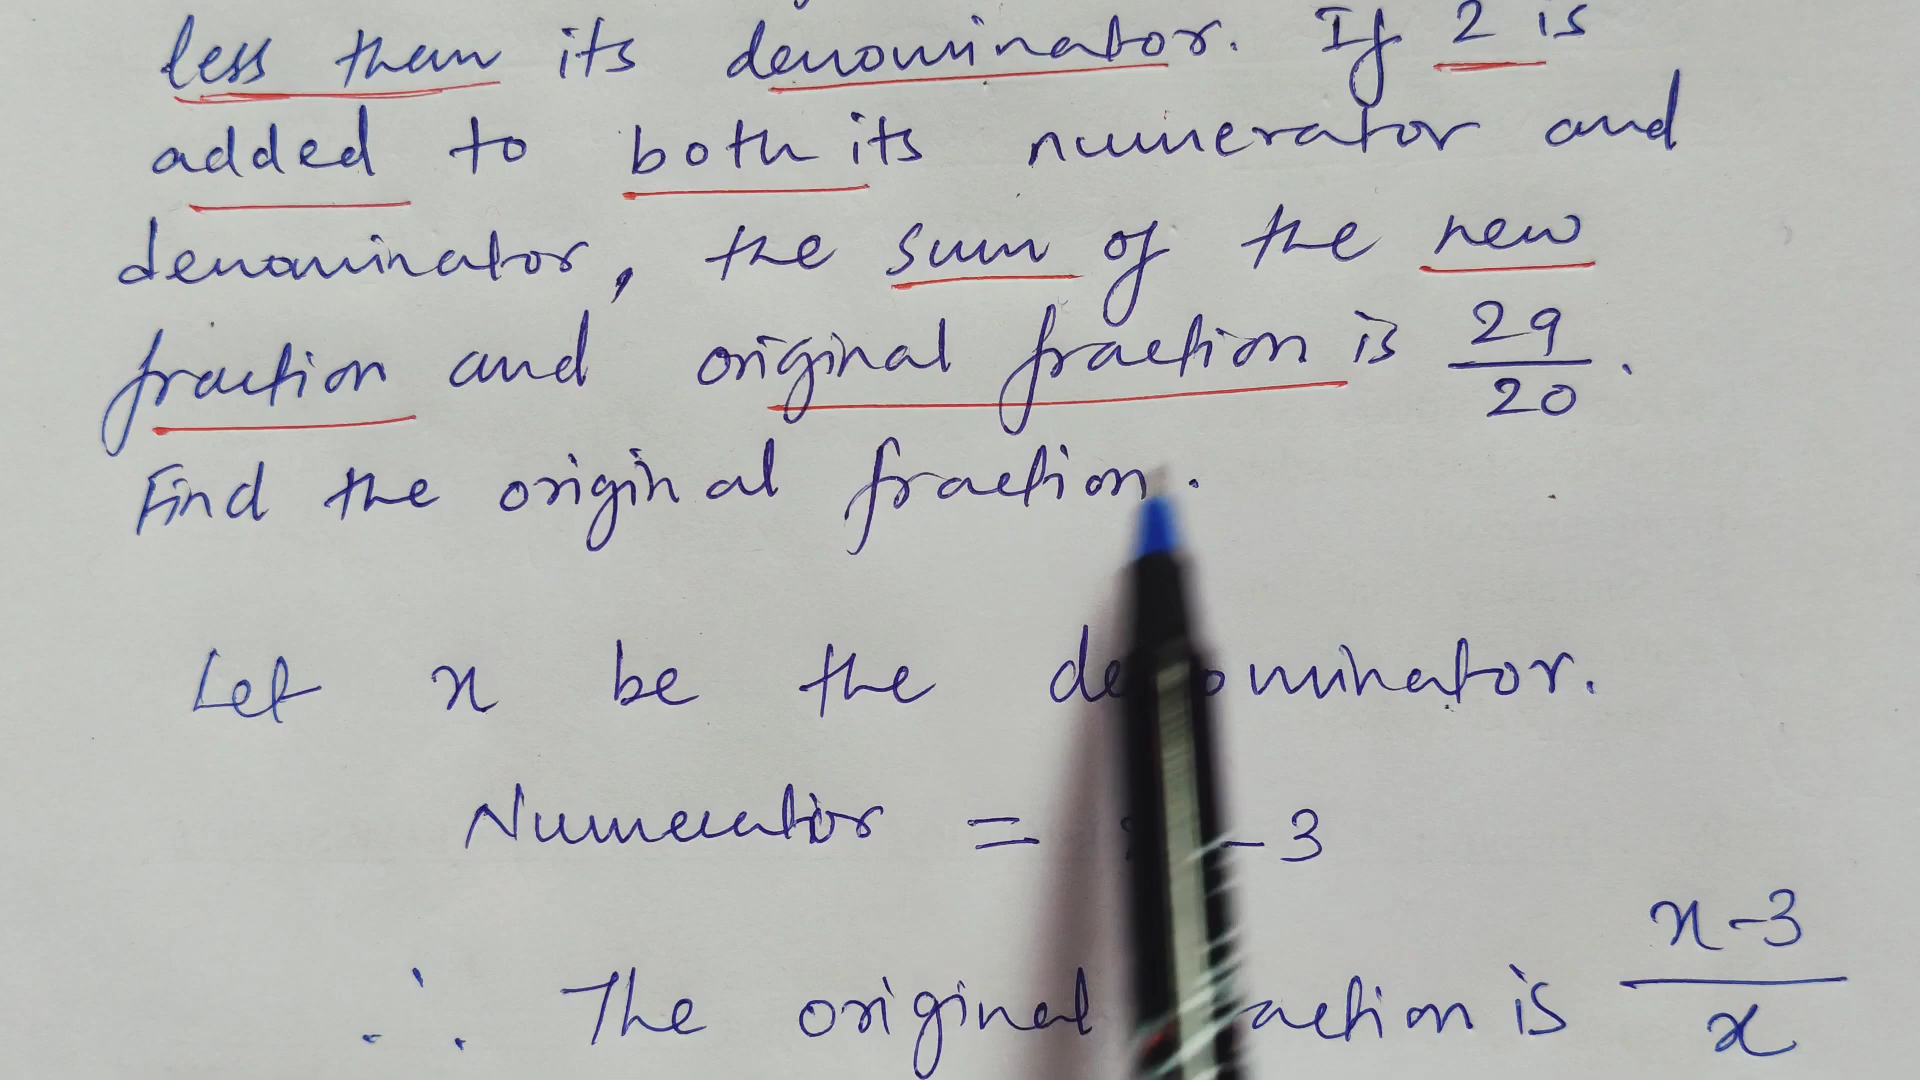 less than its denominator. If 2 is
added to both its numerator and
denominator, the sum of the new
fraction and original fraction is 29/20.
Find the original fraction.
Let x be the denominator.
Numerator = - 3
∴ The original is x-3/x